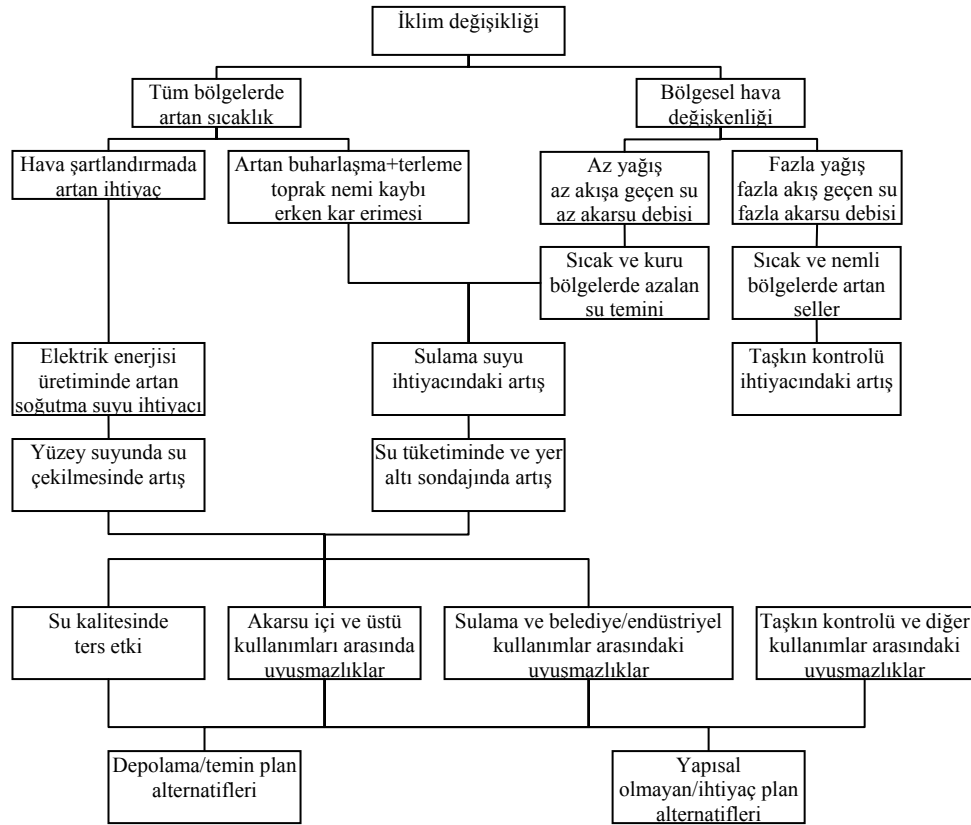 İklim değişikliği
Tüm bölgelerde
artan sıcaklık
Bölgesel hava
değişkenliği
Hava şartlandırmada
artan ihtiyaç
Artan buharlaşma+terleme
toprak nemi kaybı
erken kar erimesi
Az yağış
az akışa geçen su
az akarsu debisi
Fazla yağış
fazla akış geçen su
fazla akarsu debisi
Sıcak ve kuru
bölgelerde azalan
su temini
Sıcak ve nemli
bölgelerde artan
seller
Elektrik enerjisi
üretiminde artan
soğutma suyu ihtiyacı
Sulama suyu
ihtiyacındaki artış
Taşkın kontrolü
ihtiyacındaki artış
Yüzey suyunda su
çekilmesinde artış
Su tüketiminde ve yer
altı sondajında artış
Su kalitesinde
ters etki
Akarsu içi ve üstü
kullanımları arasında
uyuşmazlıklar
Sulama ve belediye/endüstriyel
kullanımlar arasındaki
uyuşmazlıklar
Taşkın kontrolü ve diğer
kullanımlar arasındaki
uyuşmazlıklar
Depolama/temin plan
alternatifleri
Yapısal
olmayan/ihtiyaç plan
alternatifleri